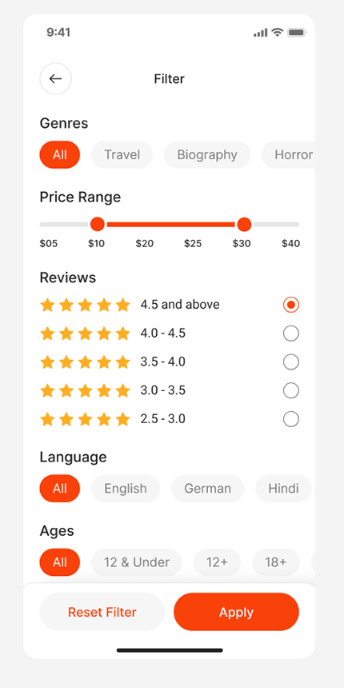 9:41
Filter
Genres
All Travel Biography Horror
Price Range
$05 $10 $20 $25 $30 $40
Reviews
4.5 and above
4.0 - 4.5
3.5 - 4.0
3.0 - 3.5
2.5 - 3.0
Language
All English German Hindi
Ages
All 12 & Under 12+ 18+
Reset Filter Apply